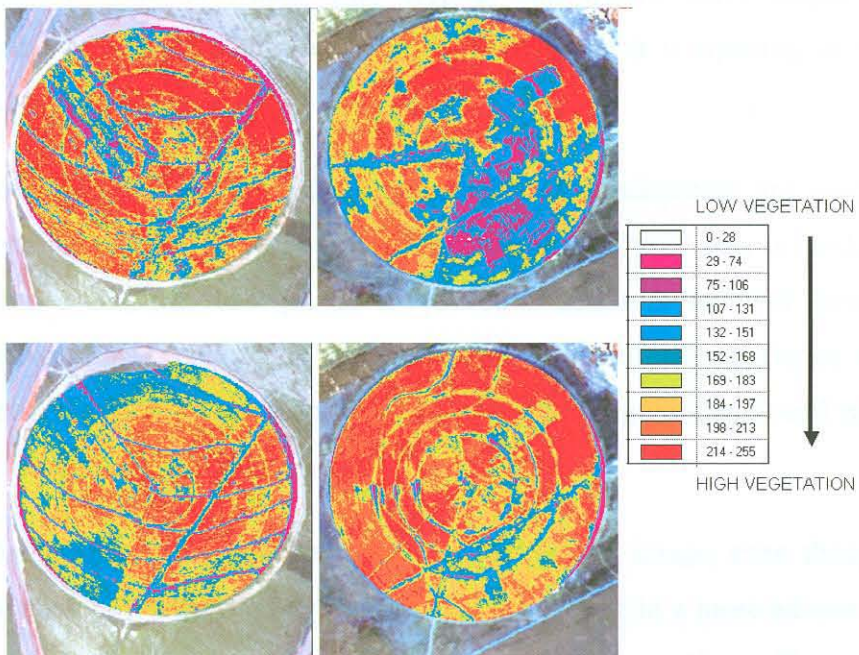 LOW VEGETATION
0 - 28
29 - 74
75 - 106
107 - 131
132 - 151
152 - 168
169 - 183
184 - 197
198 - 213
214 - 255
HIGH VEGETATION